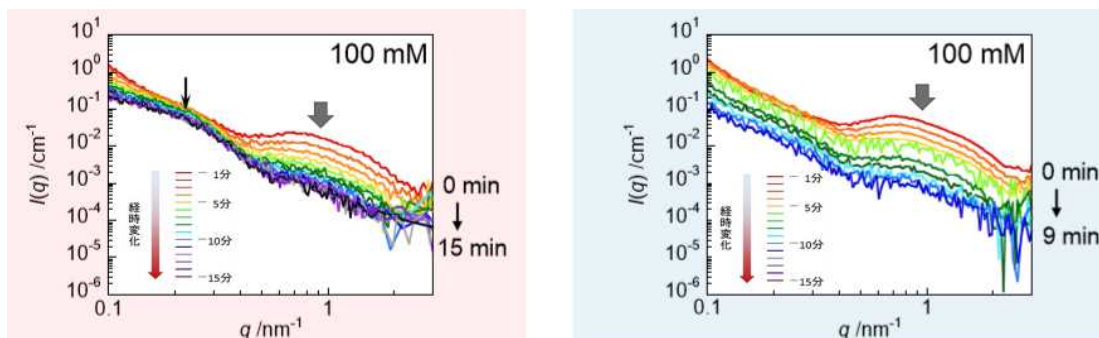 100 mM
10¹
10⁰
10⁻¹
10⁻²
10⁻³
10⁻⁴
10⁻⁵
10⁻⁶
I(q) /cm⁻¹
経時変化
1分
5分
10分
15分
0 min
15 min
0.1
1
q /nm⁻¹
100 mM
10¹
10⁰
10⁻¹
10⁻²
10⁻³
10⁻⁴
10⁻⁵
10⁻⁶
I(q) /cm⁻¹
経時変化
1分
5分
10分
15分
0 min
9 min
0.1
1
q /nm⁻¹